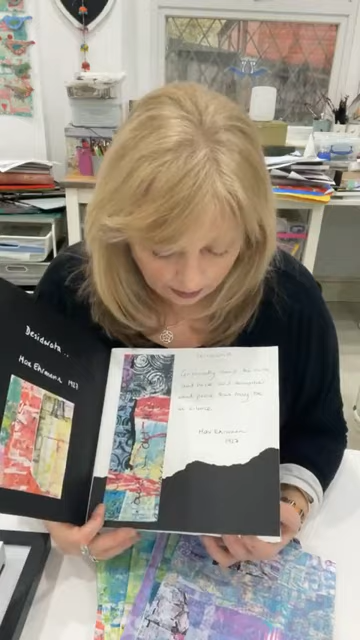 Desiderata ..
Max Ehrmann 1927
Go placidly amid the noise
and haste, and remember
what peace there may be
in silence.
Max Ehrmann
1927